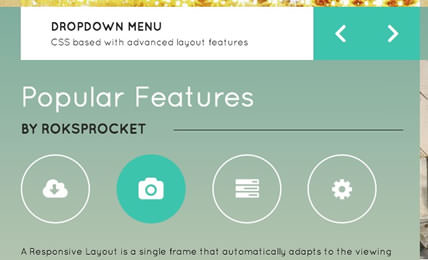 DROPDOWN MENU
CSS based with advanced layout features
Popular Features
BY ROKSPROCKET
A Responsive Layout is a single frame that automatically adapts to the viewing